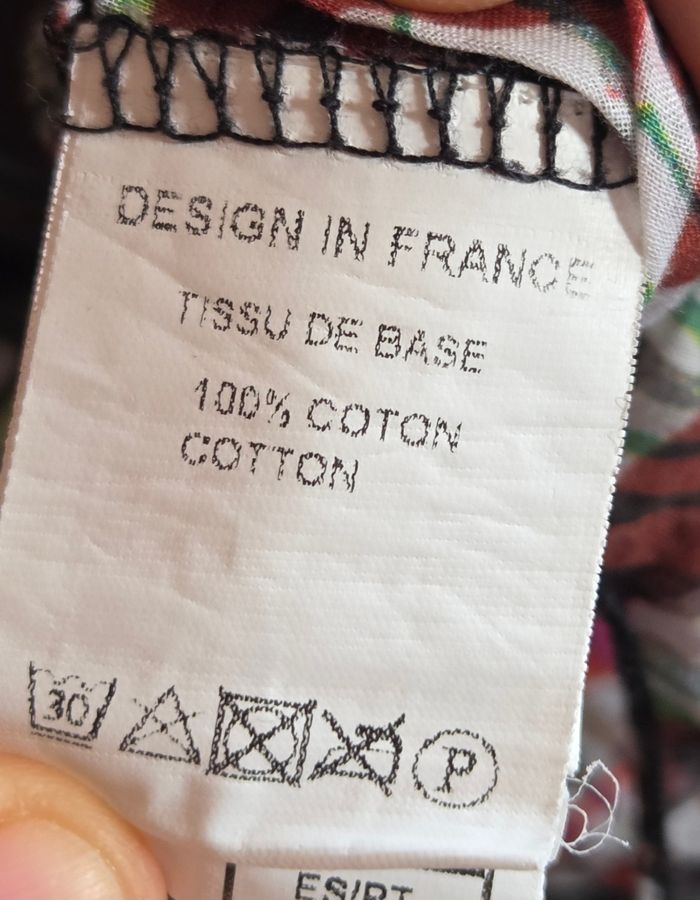 DESIGN IN FRANCE
TISSU DE BASE
100% COTON
COTTON
30
P
ES/PT